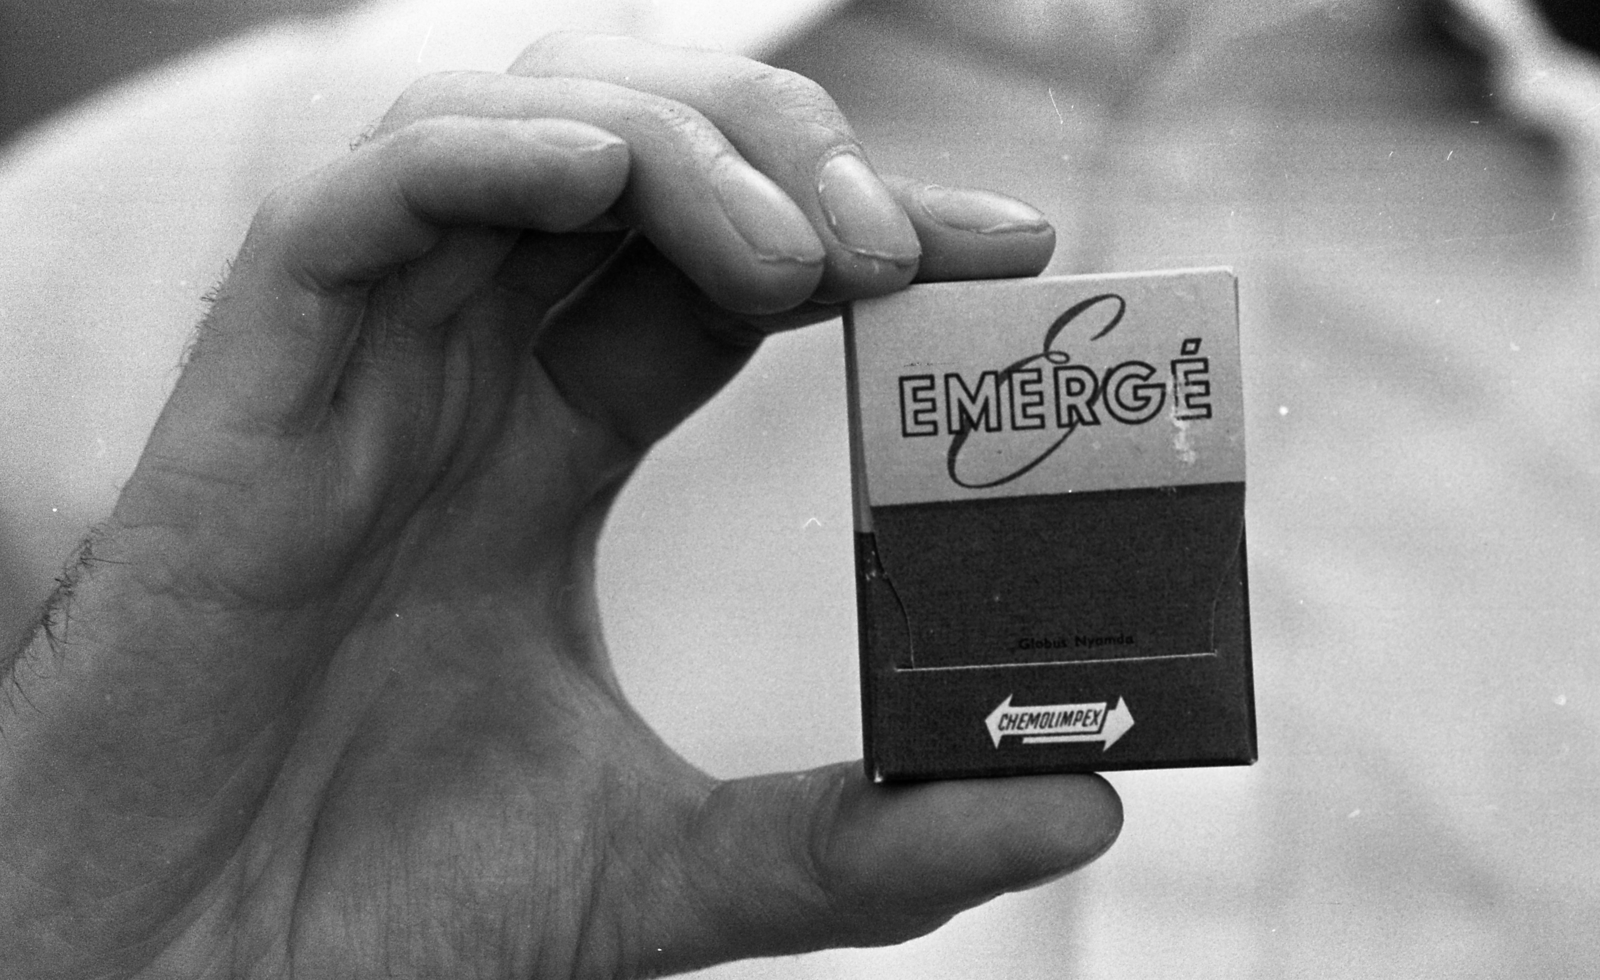 E
EMERGÉ
Globus Nyomda
CHEMOLIMPEX